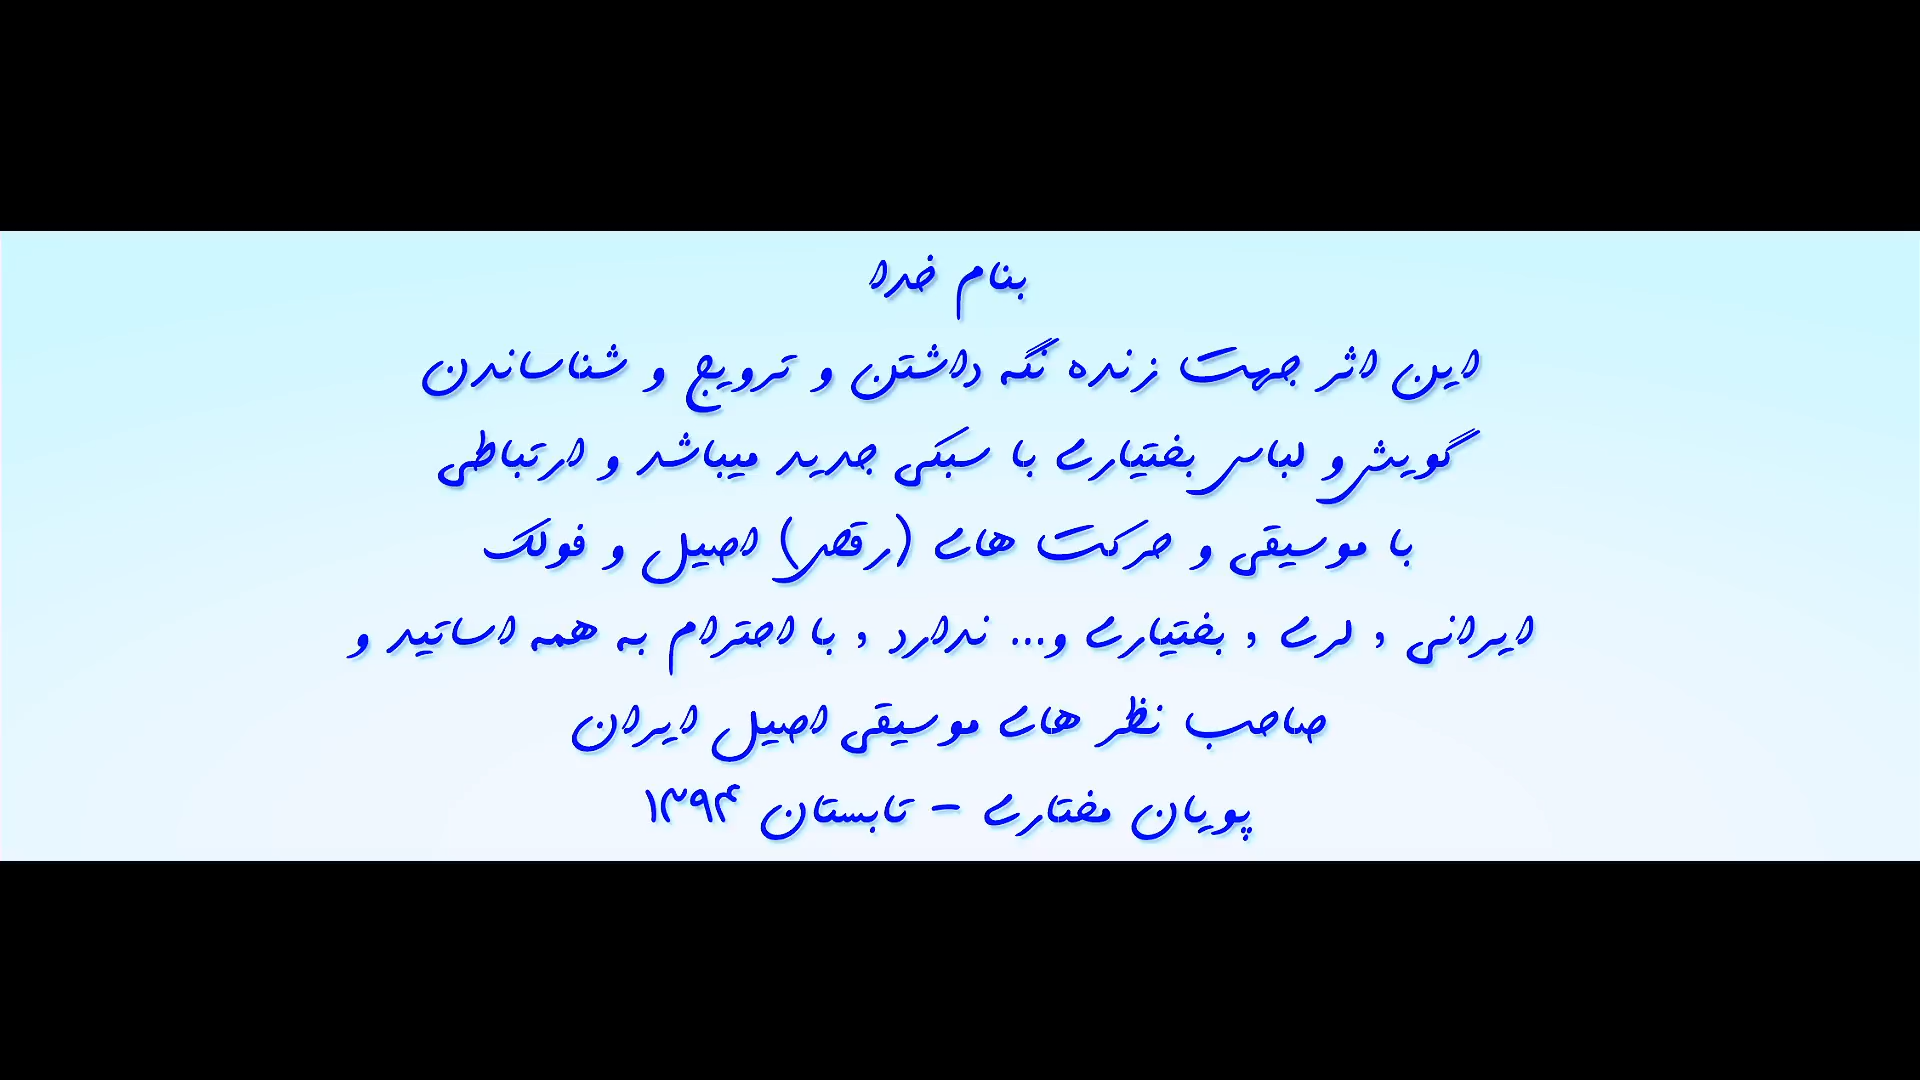 بنام خدا
این اثر جهت زنده نگه داشتن و ترویج و شناساندن
گویش و لباس بختیاری با سبکی جدید میباشد و ارتباطی
با موسیقی و حرکت های (رقص) اصیل و فولک
ایرانی , لری , بختیاری و... ندارد , با احترام به همه اساتید و
صاحب نظر های موسیقی اصیل ایران
پویان مختاری - تابستان ۱۳۹۴